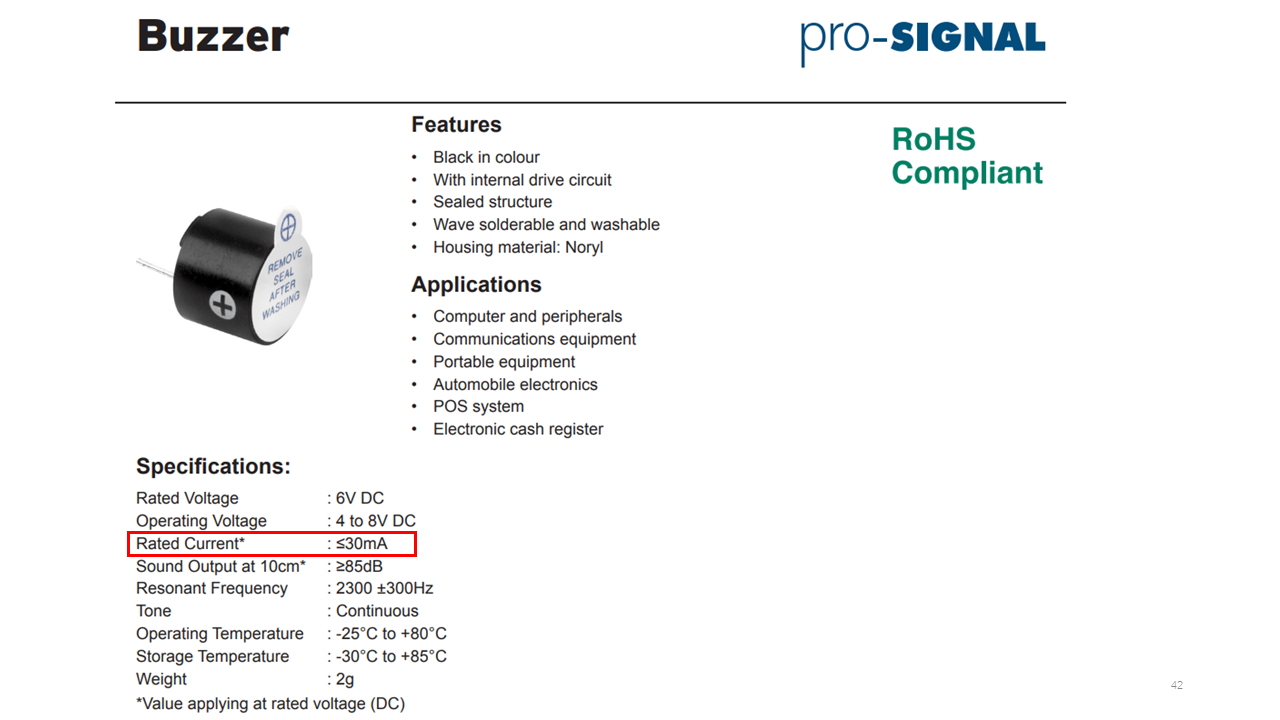 Buzzer
pro-SIGNAL
Features
• Black in colour
• With internal drive circuit
• Sealed structure
• Wave solderable and washable
• Housing material: Noryl
RoHS
Compliant
REMOVE
SEAL
AFTER
WASHING
Applications
• Computer and peripherals
• Communications equipment
• Portable equipment
• Automobile electronics
• POS system
• Electronic cash register
Specifications:
Rated Voltage : 6V DC
Operating Voltage : 4 to 8V DC
Rated Current* : ≤30mA
Sound Output at 10cm* : ≥85dB
Resonant Frequency : 2300 ±300Hz
Tone : Continuous
Operating Temperature : -25°C to +80°C
Storage Temperature : -30°C to +85°C
Weight : 2g
*Value applying at rated voltage (DC)
42